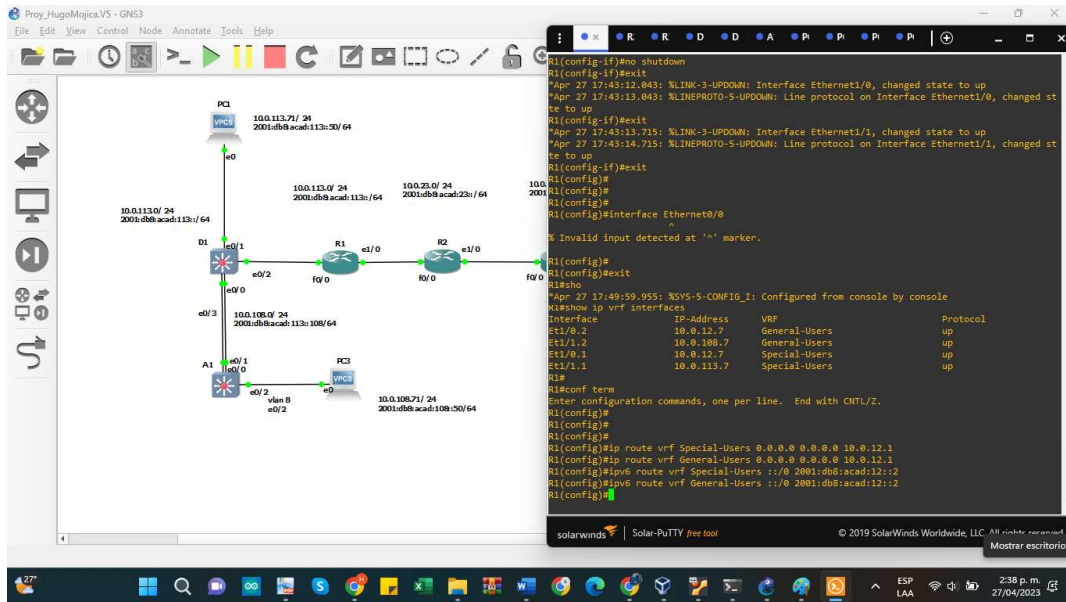 Proy_HugoMojica.V5 - GNS3
File Edit View Control Node Annotate Tools Help
PC1
VPCS
10.0.113.71/ 24
2001:db8:acad:113::50/64
e0
10.0.113.0/ 24
2001:db8:acad:113::/64
10.0.113.0/ 24
2001:db8:acad:113::/64
10.0.23.0/ 24
2001:db8:acad:23::/64
10.0.
2001
D1
e0/1
e0/2
R1
e1/0
f0/0
R2
e1/0
f0/0
f0/0
e0/0
e0/3
10.0.108.0/ 24
2001:db8:acad:113::108/64
A1
e0/1
e0/0
e0/2
vlan 8
e0/2
e0
PC3
VPCS
10.0.108.71/ 24
2001:db8:acad:108::50/64
R R D D A P P P P
R1(config-if)#no shutdown
R1(config-if)#exit
*Apr 27 17:43:12.043: %LINK-3-UPDOWN: Interface Ethernet1/0, changed state to up
*Apr 27 17:43:13.043: %LINEPROTO-5-UPDOWN: Line protocol on Interface Ethernet1/0, changed st
te to up
R1(config-if)#exit
*Apr 27 17:43:13.715: %LINK-3-UPDOWN: Interface Ethernet1/1, changed state to up
*Apr 27 17:43:14.715: %LINEPROTO-5-UPDOWN: Line protocol on Interface Ethernet1/1, changed st
te to up
R1(config-if)#exit
R1(config)#
R1(config)#
R1(config)#
R1(config)#interface Ethernet0/0
^
% Invalid input detected at '^' marker.
R1(config)#
R1(config)#exit
R1#sho
*Apr 27 17:49:59.955: %SYS-5-CONFIG_I: Configured from console by console
R1#show ip vrf interfaces
Interface IP-Address VRF Protocol
Et1/0.2 10.0.12.7 General-Users up
Et1/1.2 10.0.108.7 General-Users up
Et1/0.1 10.0.12.7 Special-Users up
Et1/1.1 10.0.113.7 Special-Users up
R1#
R1#conf term
Enter configuration commands, one per line. End with CNTL/Z.
R1(config)#
R1(config)#
R1(config)#
R1(config)#ip route vrf Special-Users 0.0.0.0 0.0.0.0 10.0.12.1
R1(config)#ip route vrf General-Users 0.0.0.0 0.0.0.0 10.0.12.1
R1(config)#ipv6 route vrf Special-Users ::/0 2001:db8:acad:12::2
R1(config)#ipv6 route vrf General-Users ::/0 2001:db8:acad:12::2
R1(config)#
solarwinds Solar-PuTTY free tool © 2019 SolarWinds Worldwide, LLC. All rights reserved
Mostrar escritorio
27°
ESP
LAA
2:38 p. m.
27/04/2023